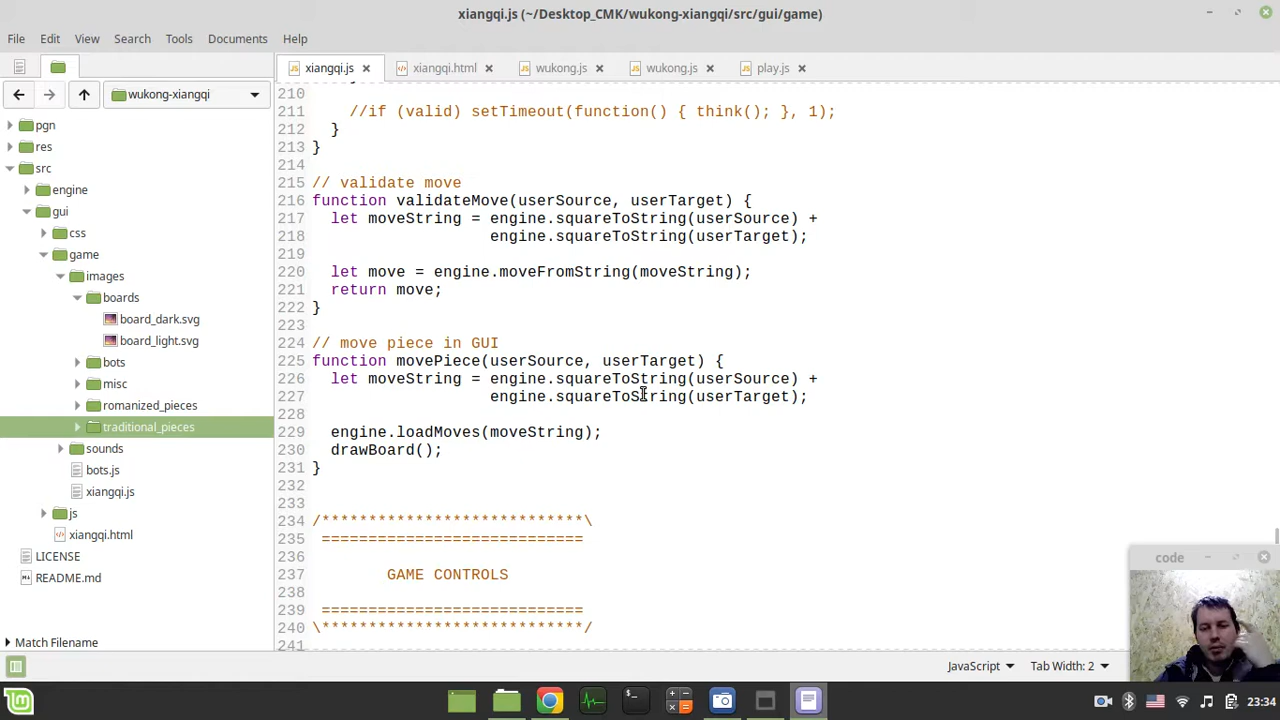 xiangqi.js (~/Desktop_CMK/wukong-xiangqi/src/gui/game)
File Edit View Search Tools Documents Help
xiangqi.js xiangqi.html wukong.js wukong.js play.js
wukong-xiangqi
pgn
res
src
engine
gui
css
game
images
boards
board_dark.svg
board_light.svg
bots
misc
romanized_pieces
traditional_pieces
sounds
bots.js
xiangqi.js
js
xiangqi.html
LICENSE
README.md
Match Filename
210
211 //if (valid) setTimeout(function() { think(); }, 1);
212 }
213 }
214
215 // validate move
216 function validateMove(userSource, userTarget) {
217 let moveString = engine.squareToString(userSource) +
218 engine.squareToString(userTarget);
219
220 let move = engine.moveFromString(moveString);
221 return move;
222 }
223
224 // move piece in GUI
225 function movePiece(userSource, userTarget) {
226 let moveString = engine.squareToString(userSource) +
227 engine.squareToString(userTarget);
228
229 engine.loadMoves(moveString);
230 drawBoard();
231 }
232
233
234 /****************************\
235 ============================
236
237 GAME CONTROLS
238
239 ============================
240 \****************************/
241
code
JavaScript Tab Width: 2
23:34